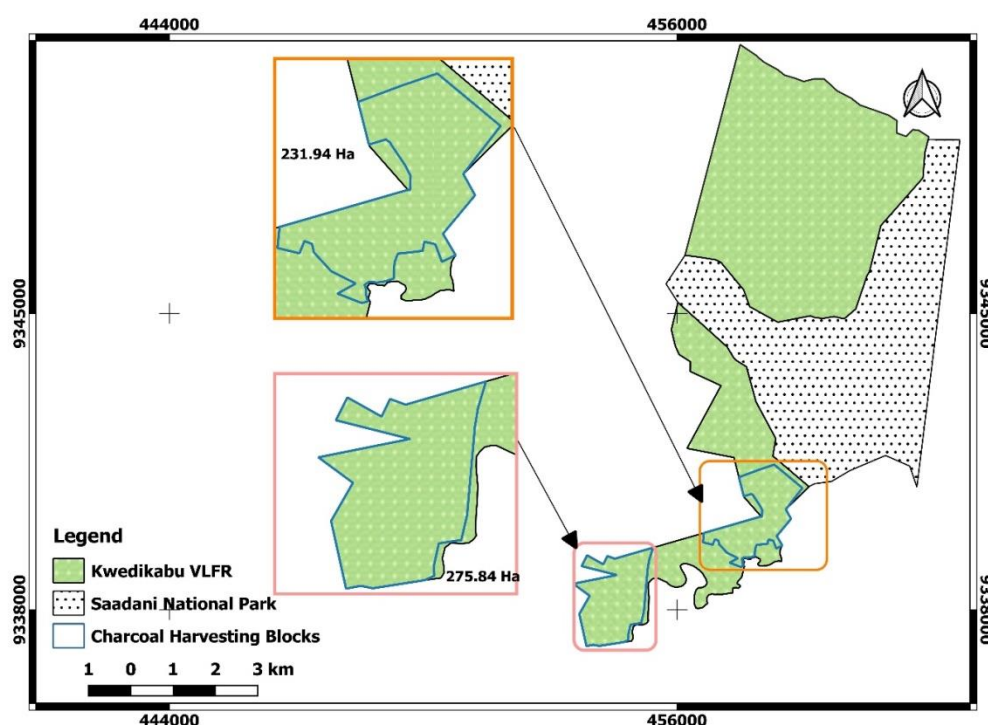 444000
456000
231.94 Ha
9345000
9345000
275.84 Ha
Legend
Kwedikabu VLFR
Saadani National Park
Charcoal Harvesting Blocks
9338000
9338000
1 0 1 2 3 km
444000
456000